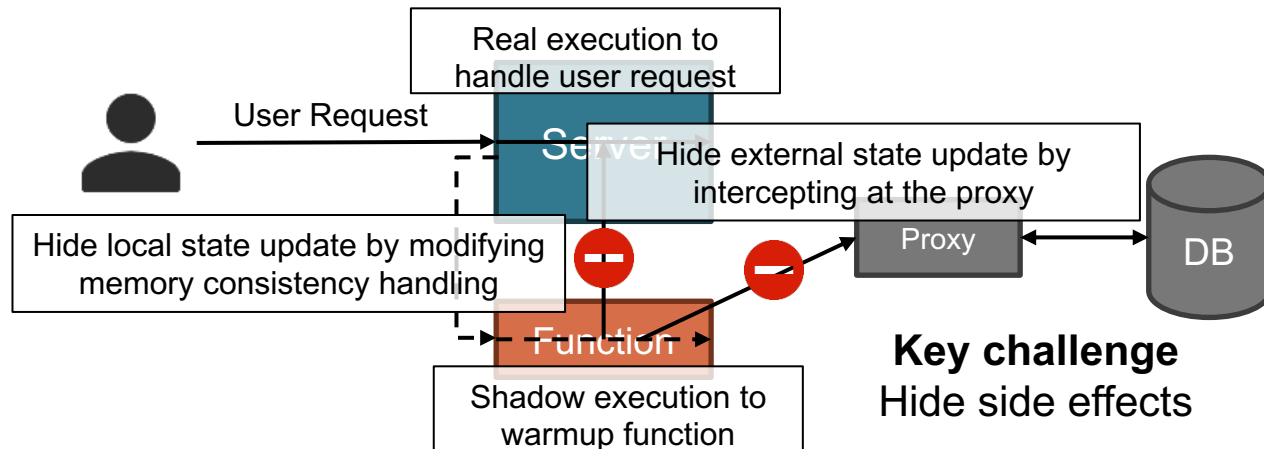 Real execution to
handle user request
User Request
Server
Hide external state update by
intercepting at the proxy
Hide local state update by modifying
memory consistency handling
Proxy
DB
Function
Key challenge
Hide side effects
Shadow execution to
warmup function